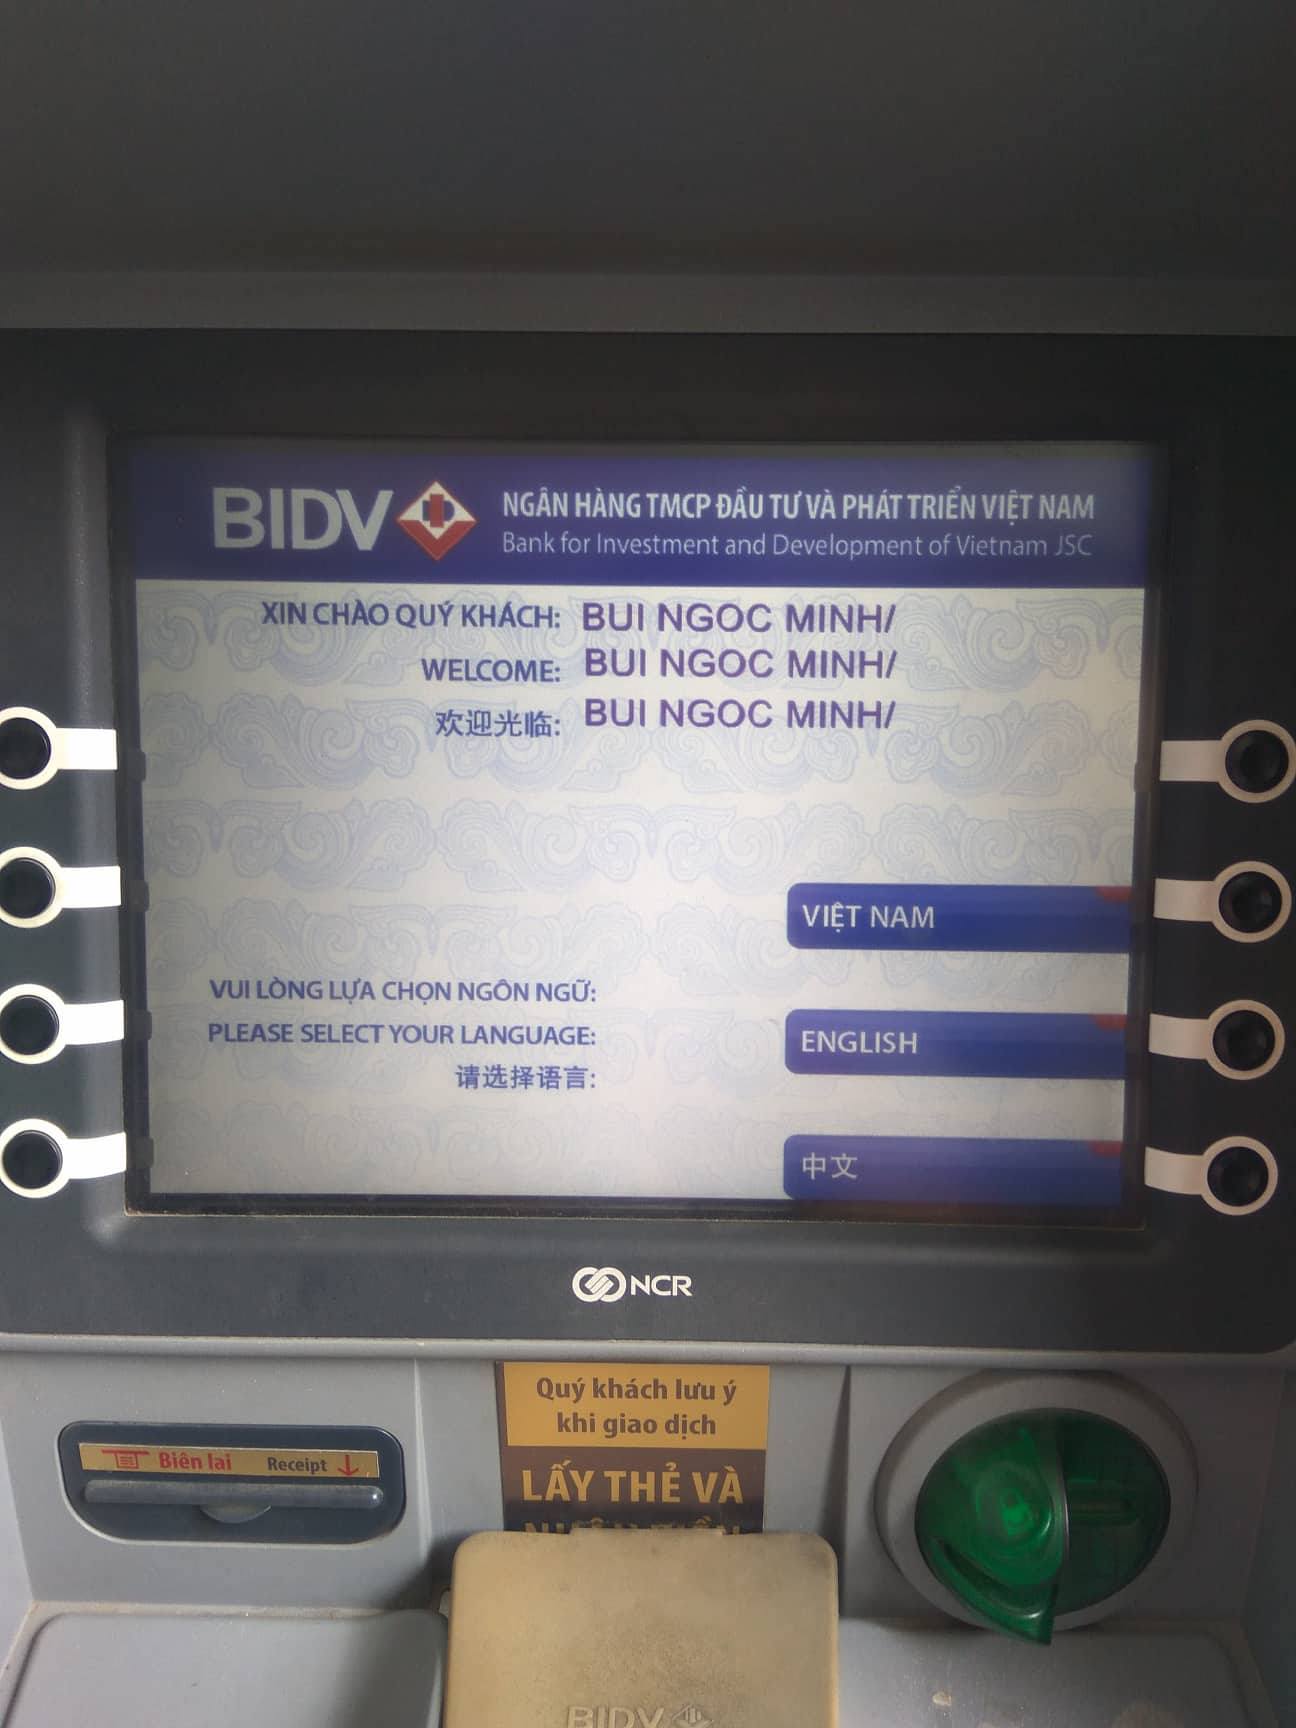 BIDV
NGÂN HÀNG TMCP ĐẦU TƯ VÀ PHÁT TRIỂN VIỆT NAM
Bank for Investment and Development of Vietnam JSC
XIN CHÀO QUÝ KHÁCH: BUI NGOC MINH/
WELCOME: BUI NGOC MINH/
欢迎光临: BUI NGOC MINH/
VIỆT NAM
VUI LÒNG LỰA CHỌN NGÔN NGỮ:
PLEASE SELECT YOUR LANGUAGE:
ENGLISH
请选择语言:
中文
NCR
Quý khách lưu ý
khi giao dịch
LẤY THẺ VÀ
Biên lai Receipt
BIDV